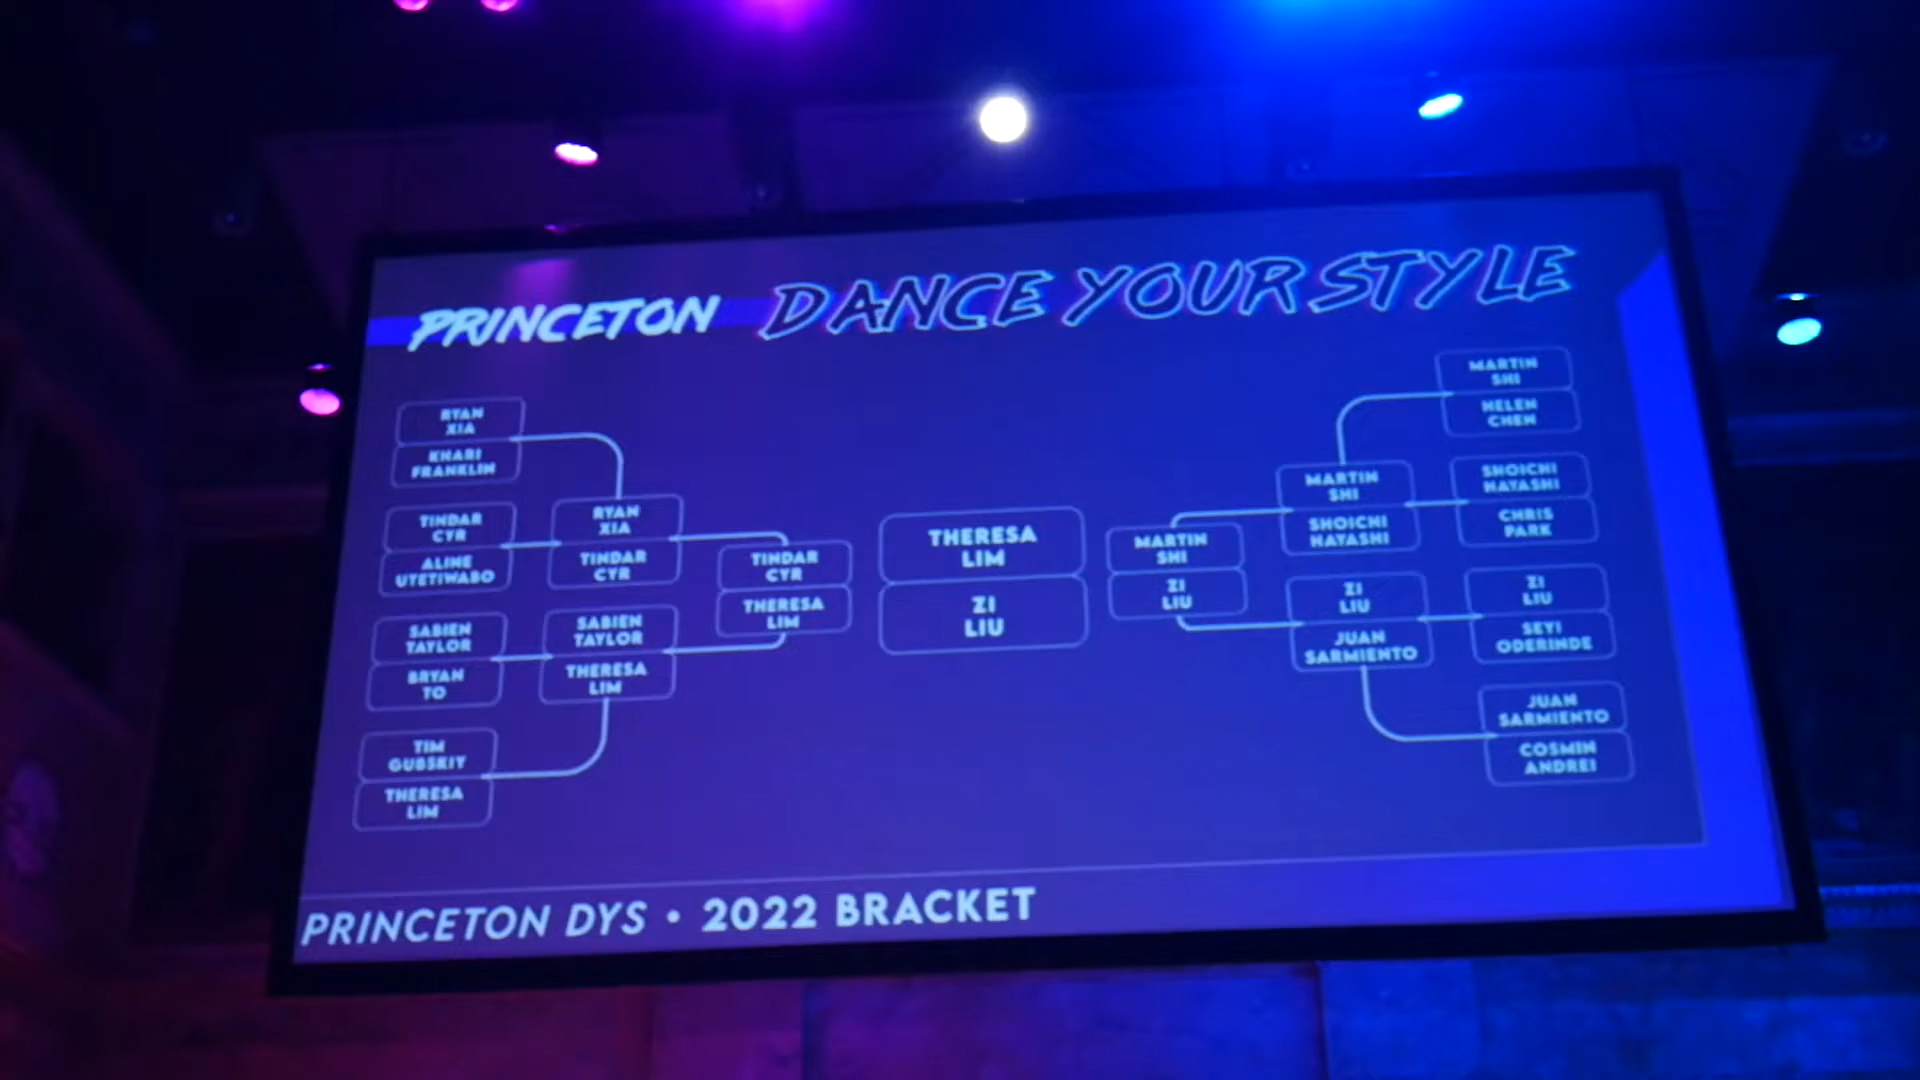 PRINCETON DANCE YOUR STYLE
RYAN
XIA
KHARI
FRANKLIN
TINDAR
CYR
ALINE
UTETIWABO
SABIEN
TAYLOR
BRYAN
TO
TIM
GUBSKIY
THERESA
LIM
RYAN
XIA
TINDAR
CYR
SABIEN
TAYLOR
THERESA
LIM
TINDAR
CYR
THERESA
LIM
THERESA
LIM
ZI
LIU
MARTIN
SHI
ZI
LIU
MARTIN
SHI
SHOICHI
HAYASHI
ZI
LIU
JUAN
SARMIENTO
MARTIN
SHI
HELEN
CHEN
SHOICHI
HAYASHI
CHRIS
PARK
ZI
LIU
SEYI
ODERINDE
JUAN
SARMIENTO
COSMIN
ANDREI
PRINCETON DYS • 2022 BRACKET